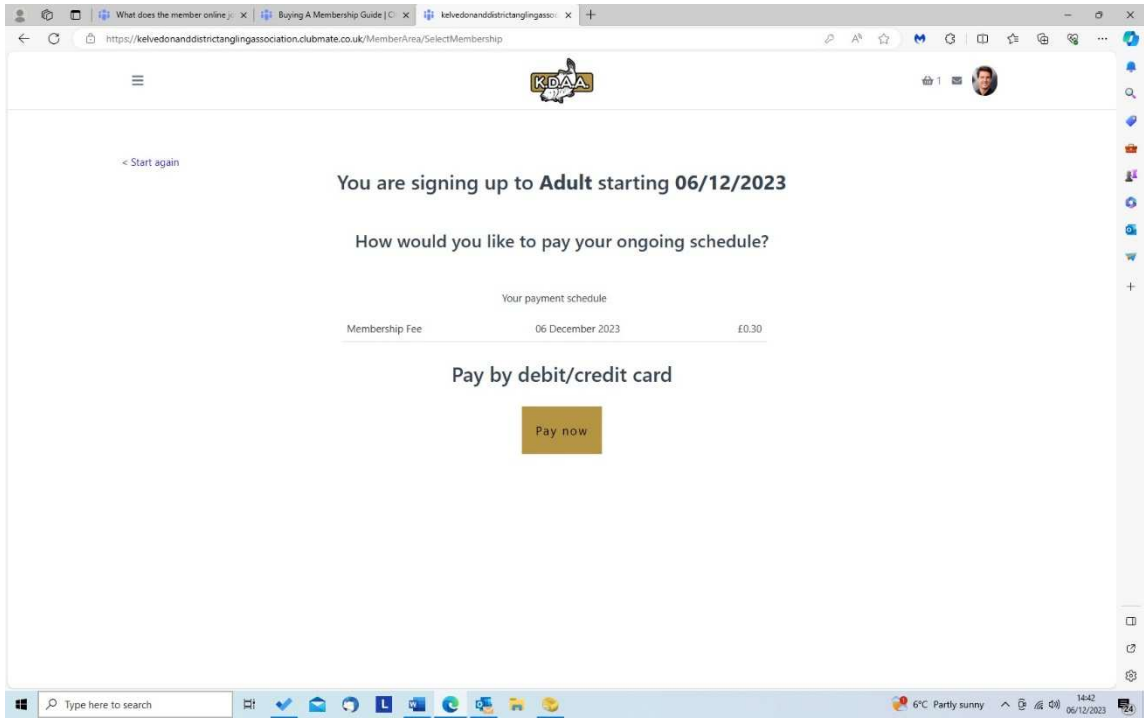 What does the member online jo
Buying A Membership Guide | C
kelvedonanddistrictanglingassoc
https://kelvedonanddistrictanglingassociation.clubmate.co.uk/MemberArea/SelectMembership
KDAA
1
< Start again
You are signing up to Adult starting 06/12/2023
How would you like to pay your ongoing schedule?
Your payment schedule
Membership Fee 06 December 2023 £0.30
Pay by debit/credit card
Pay now
Type here to search
6°C Partly sunny
14:42
06/12/2023
24